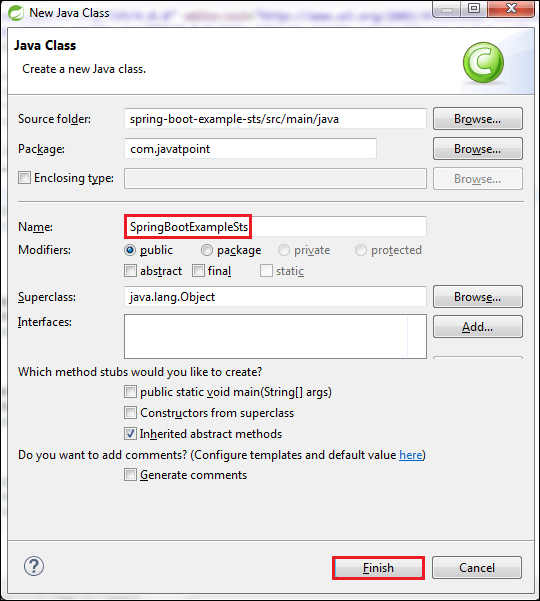 New Java Class
Java Class
Create a new Java class.
C
Source folder: spring-boot-example-sts/src/main/java Browse...
Package: com.javatpoint Browse...
Enclosing type: Browse...
Name: SpringBootExampleSts
Modifiers: public package private protected
abstract final static
Superclass: java.lang.Object Browse...
Interfaces: Add...
Which method stubs would you like to create?
public static void main(String[] args)
Constructors from superclass
Inherited abstract methods
Do you want to add comments? (Configure templates and default value here)
Generate comments
? Finish Cancel